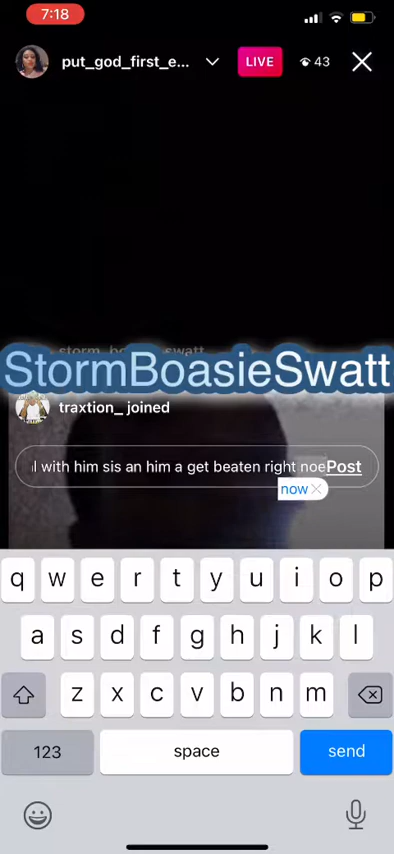 7:18
put_god_first_e...
LIVE
43
storm_bo sie swatt
StormBoasieSwatt
traxtion_ joined
l with him sis an him a get beaten right noe Post
now
q w e r t y u i o p
a s d f g h j k l
z x c v b n m
123 space send